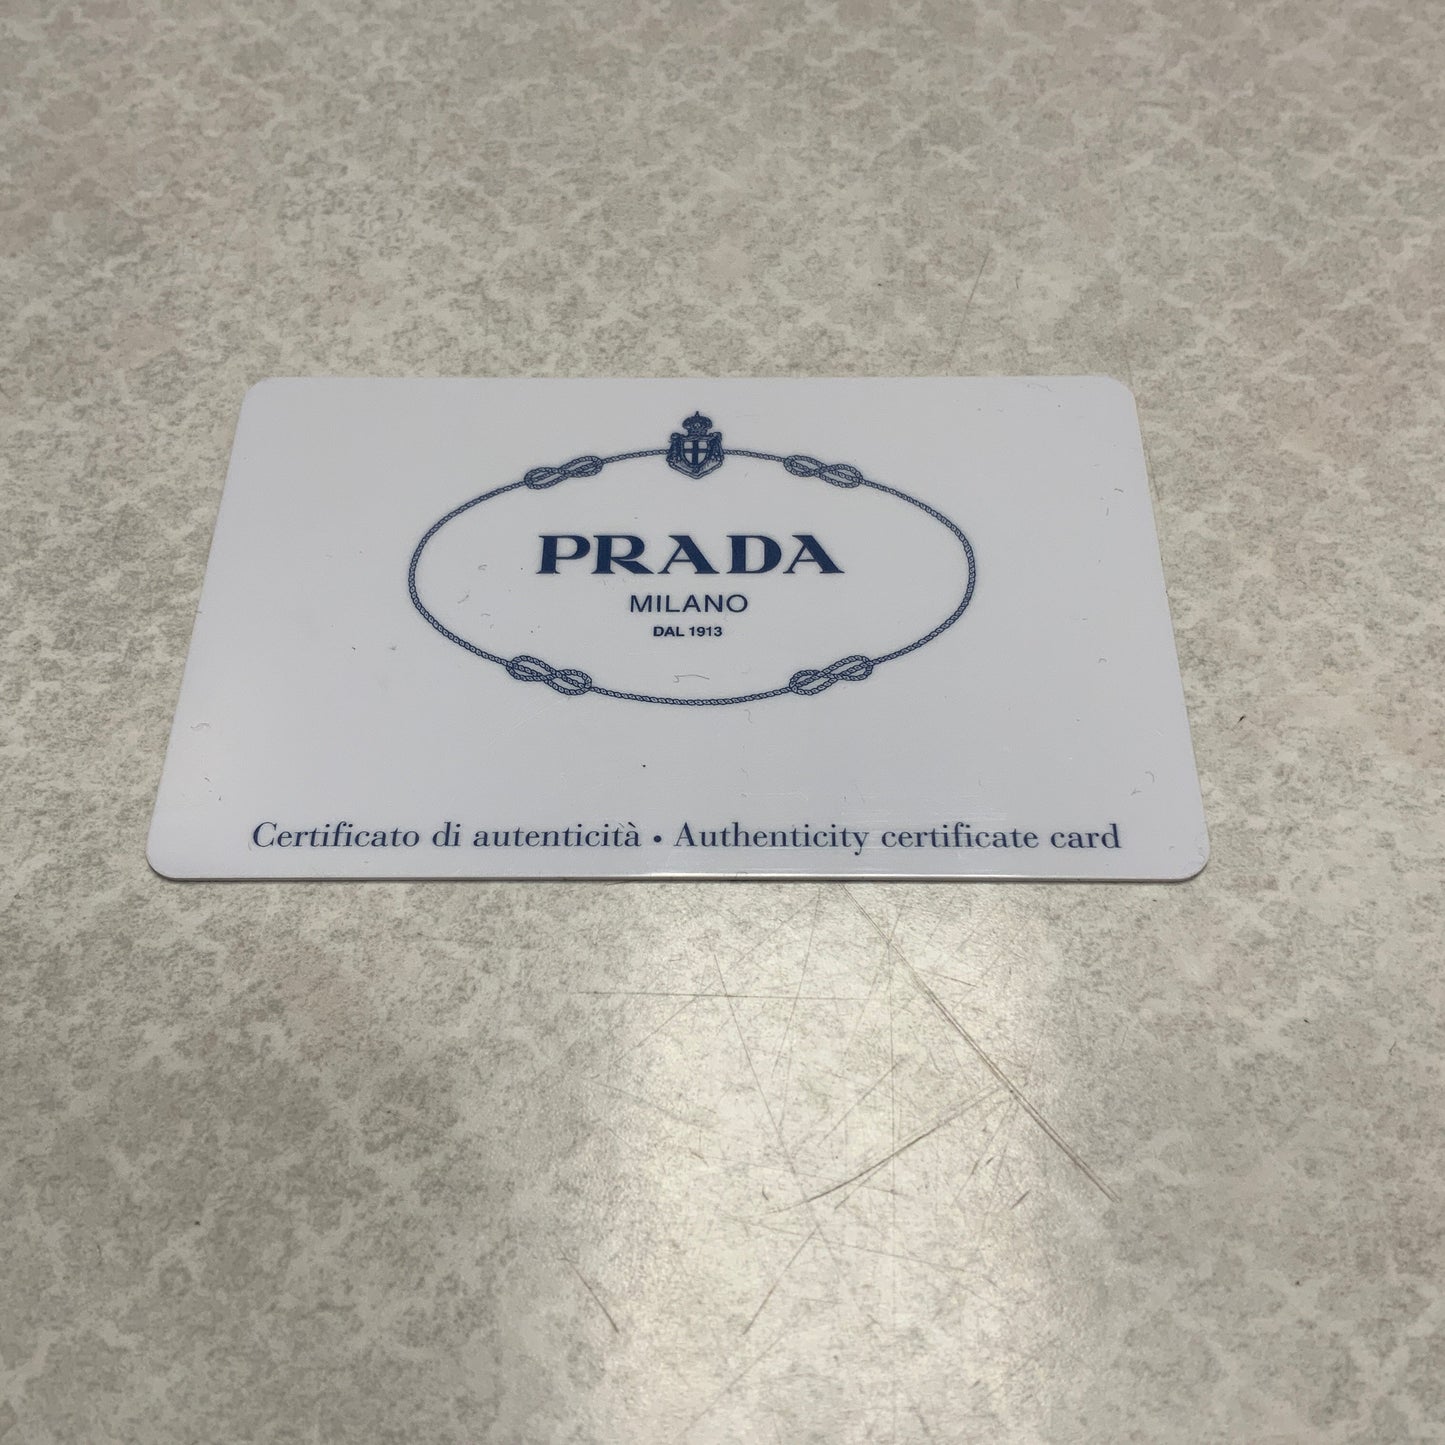 PRADA
MILANO
DAL 1913
Certificato di autenticità • Authenticity certificate card